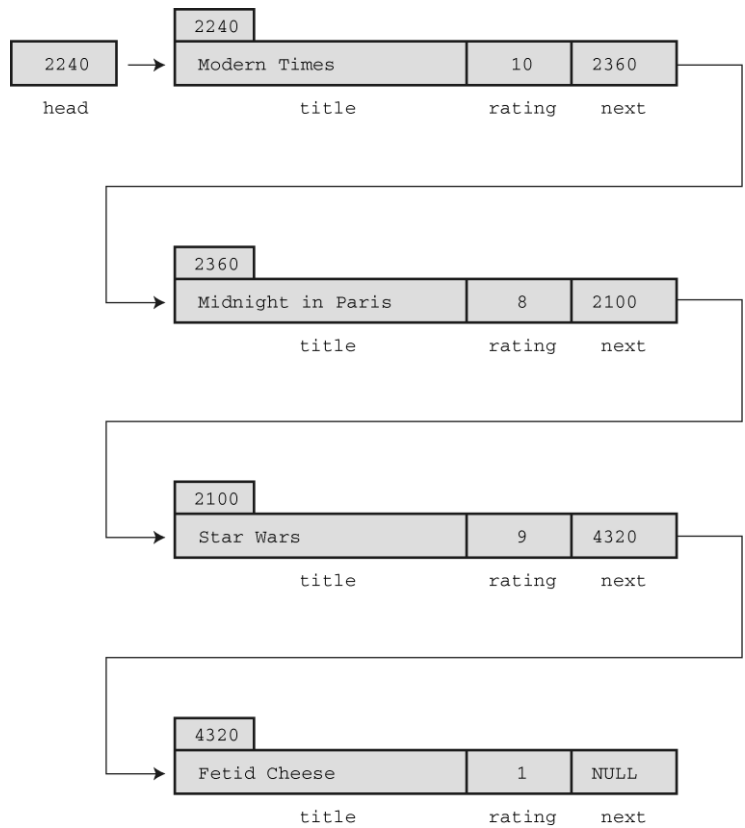 2240
2240 Modern Times 10 2360
head title rating next
2360
Midnight in Paris 8 2100
title rating next
2100
Star Wars 9 4320
title rating next
4320
Fetid Cheese 1 NULL
title rating next